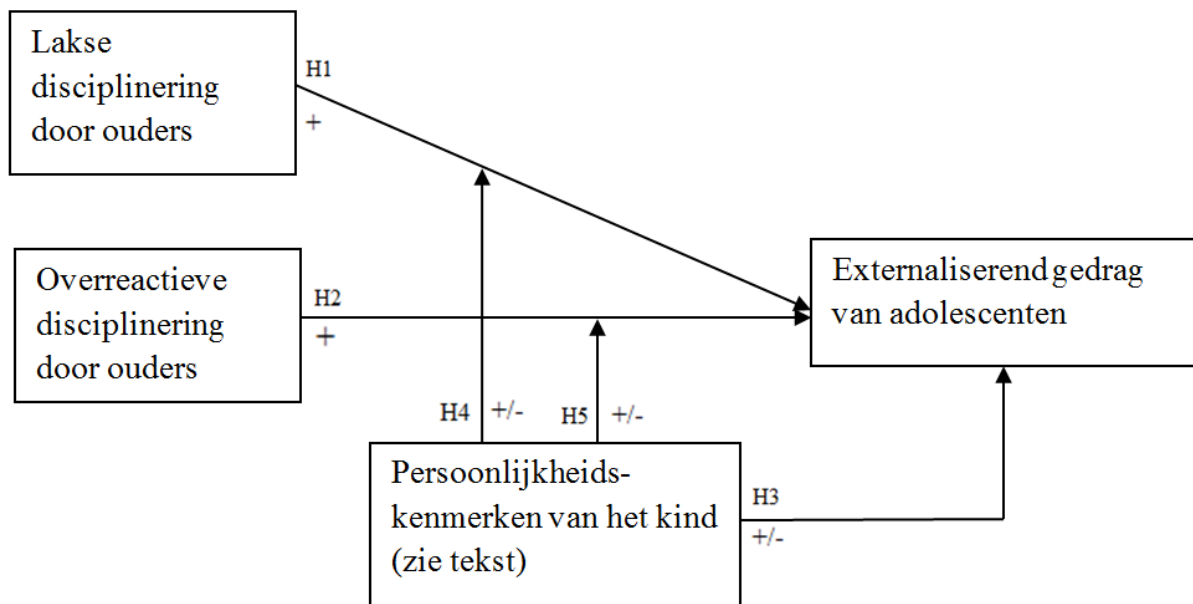 Lakse
disciplinering
door ouders
H1
+
Overreactieve
disciplinering
door ouders
H2
+
Externaliserend gedrag
van adolescenten
H4 +/-
H5 +/-
Persoonlijkheids-
kenmerken van het kind
(zie tekst)
H3
+/-